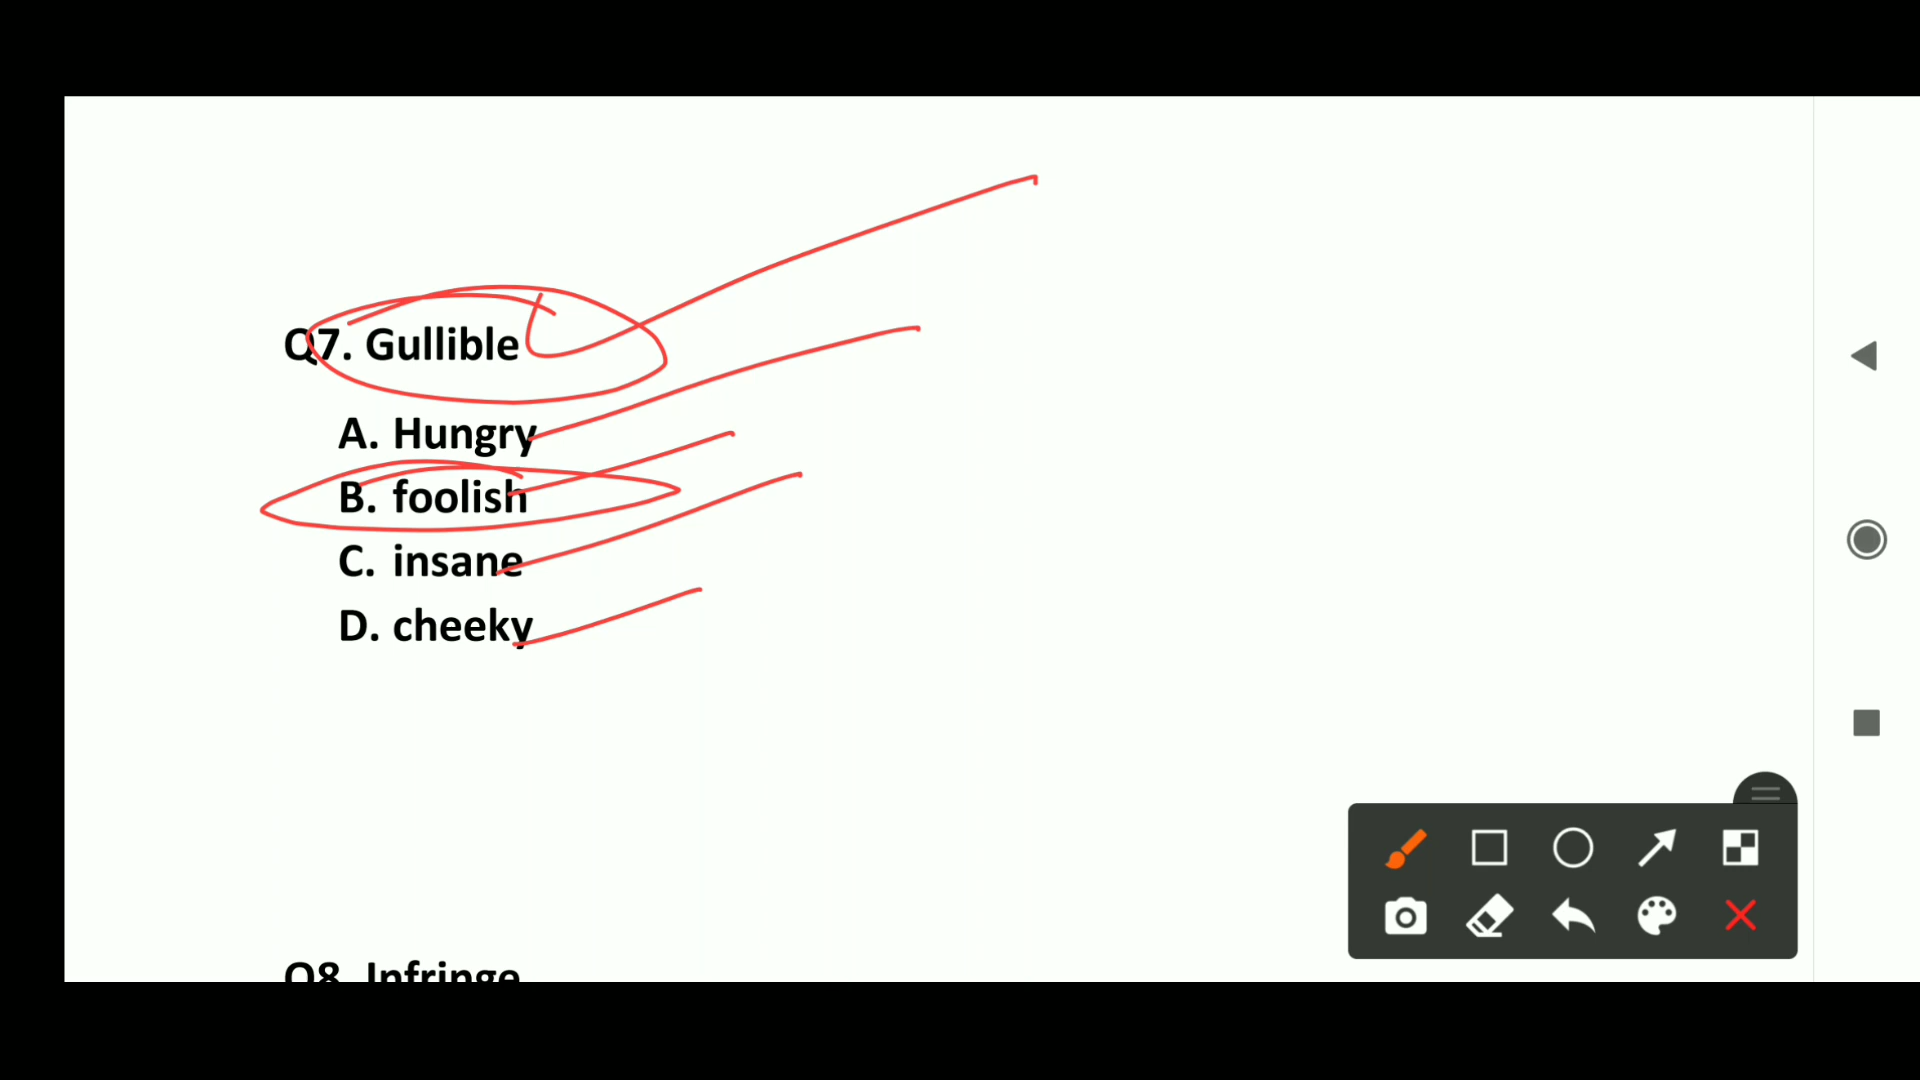 Q7. Gullible
A. Hungry
B. foolish
C. insane
D. cheeky
Q8. Infringe